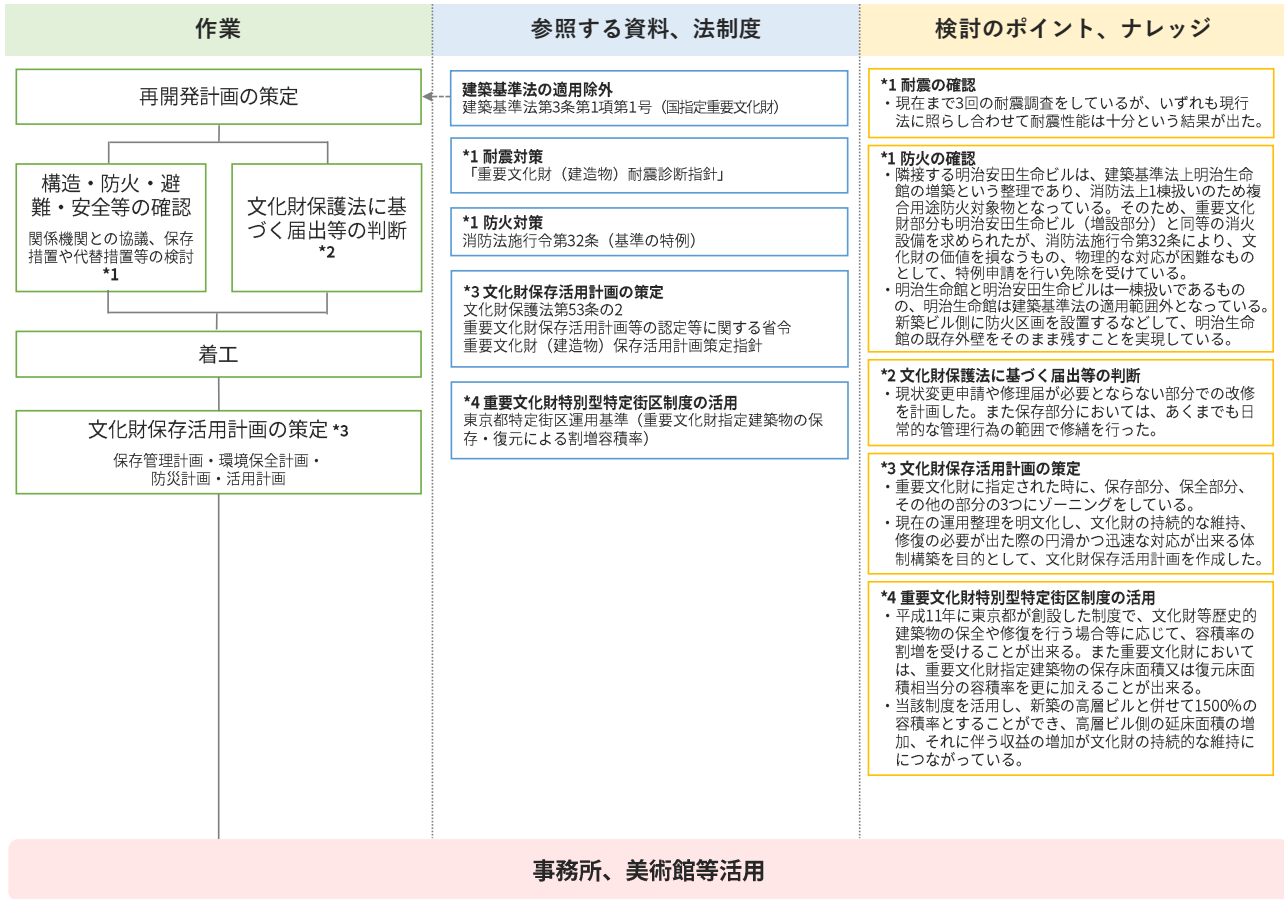 作業
再開発計画の策定
構造・防火・避
難・安全等の確認
関係機関との協議、保存
措置や代替措置等の検討
*1
文化財保護法に基
づく届出等の判断
*2
着工
文化財保存活用計画の策定 *3
保存管理計画・環境保全計画・
防災計画・活用計画
参照する資料、法制度
建築基準法の適用除外
建築基準法第3条第1項第1号（国指定重要文化財）
*1 耐震対策
「重要文化財（建造物）耐震診断指針」
*1 防火対策
消防法施行令第32条（基準の特例）
*3 文化財保存活用計画の策定
文化財保護法第53条の2
重要文化財保存活用計画等の認定等に関する省令
重要文化財（建造物）保存活用計画策定指針
*4 重要文化財特別型特定街区制度の活用
東京都特定街区運用基準（重要文化財指定建築物の保
存・復元による割増容積率）
検討のポイント、ナレッジ
*1 耐震の確認
・現在まで3回の耐震調査をしているが、いずれも現行
法に照らし合わせて耐震性能は十分という結果が出た。
*1 防火の確認
・隣接する明治安田生命ビルは、建築基準法上明治生命
館の増築という整理であり、消防法上1棟扱いのため複
合用途防火対象物となっている。そのため、重要文化
財部分も明治安田生命ビル（増設部分）と同等の消火
設備を求められたが、消防法施行令第32条により、文
化財の価値を損なうもの、物理的な対応が困難なもの
として、特例申請を行い免除を受けている。
・明治生命館と明治安田生命ビルは一棟扱いであるもの
の、明治生命館は建築基準法の適用範囲外となっている。
新築ビル側に防火区画を設置するなどして、明治生命
館の既存外壁をそのまま残すことを実現している。
*2 文化財保護法に基づく届出等の判断
・現状変更申請や修理届が必要とならない部分での改修
を計画した。また保存部分においては、あくまでも日
常的な管理行為の範囲で修繕を行った。
*3 文化財保存活用計画の策定
・重要文化財に指定された時に、保存部分、保全部分、
その他の部分の3つにゾーニングをしている。
・現在の運用整理を明文化し、文化財の持続的な維持、
修復の必要が出た際の円滑かつ迅速な対応が出来る体
制構築を目的として、文化財保存活用計画を作成した。
*4 重要文化財特別型特定街区制度の活用
・平成11年に東京都が創設した制度で、文化財等歴史的
建築物の保全や修復を行う場合等に応じて、容積率の
割増を受けることが出来る。また重要文化財において
は、重要文化財指定建築物の保存床面積又は復元床面
積相当分の容積率を更に加えることが出来る。
・当該制度を活用し、新築の高層ビルと併せて1500%の
容積率とすることができ、高層ビル側の延床面積の増
加、それに伴う収益の増加が文化財の持続的な維持に
につながっている。
事務所、美術館等活用